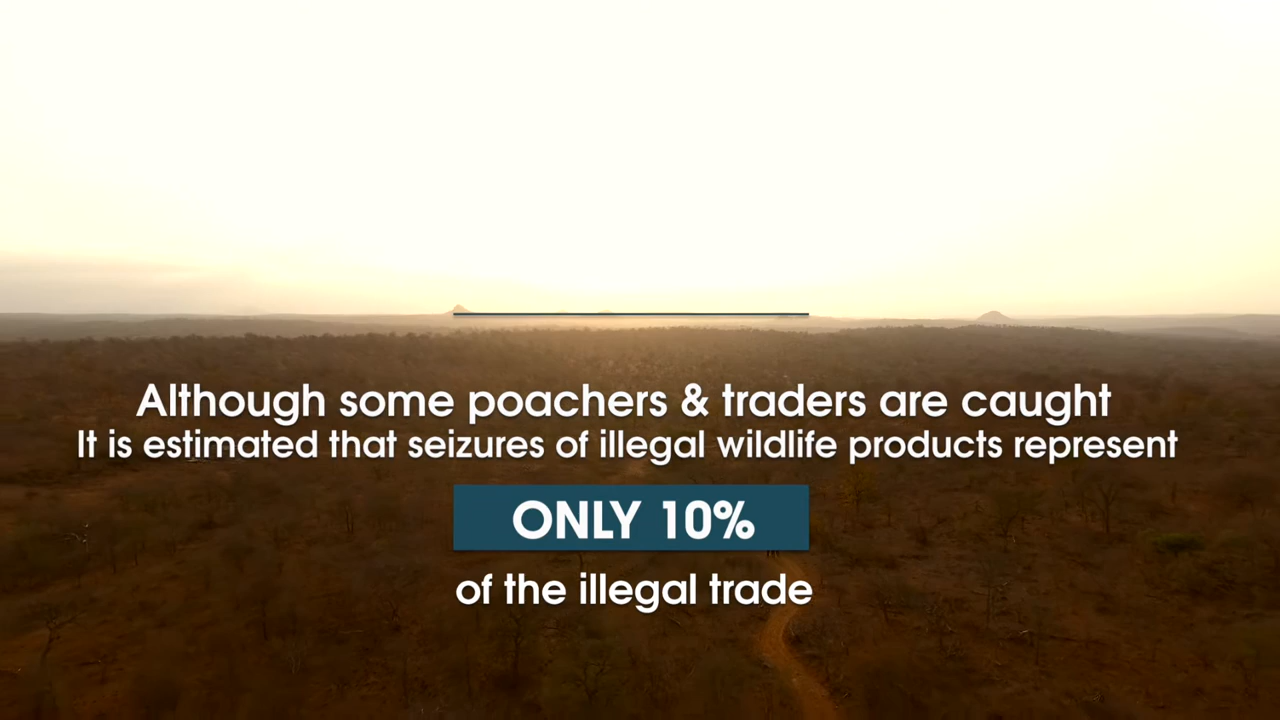 Although some poachers & traders are caught
It is estimated that seizures of illegal wildlife products represent
ONLY 10%
of the illegal trade